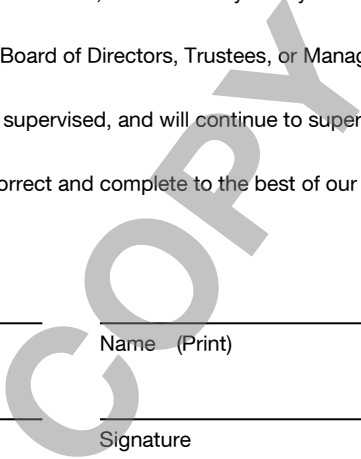 Board of Directors, Trustees, or Manag
supervised, and will continue to super
orrect and complete to the best of our
Name (Print)
Signature
COPY